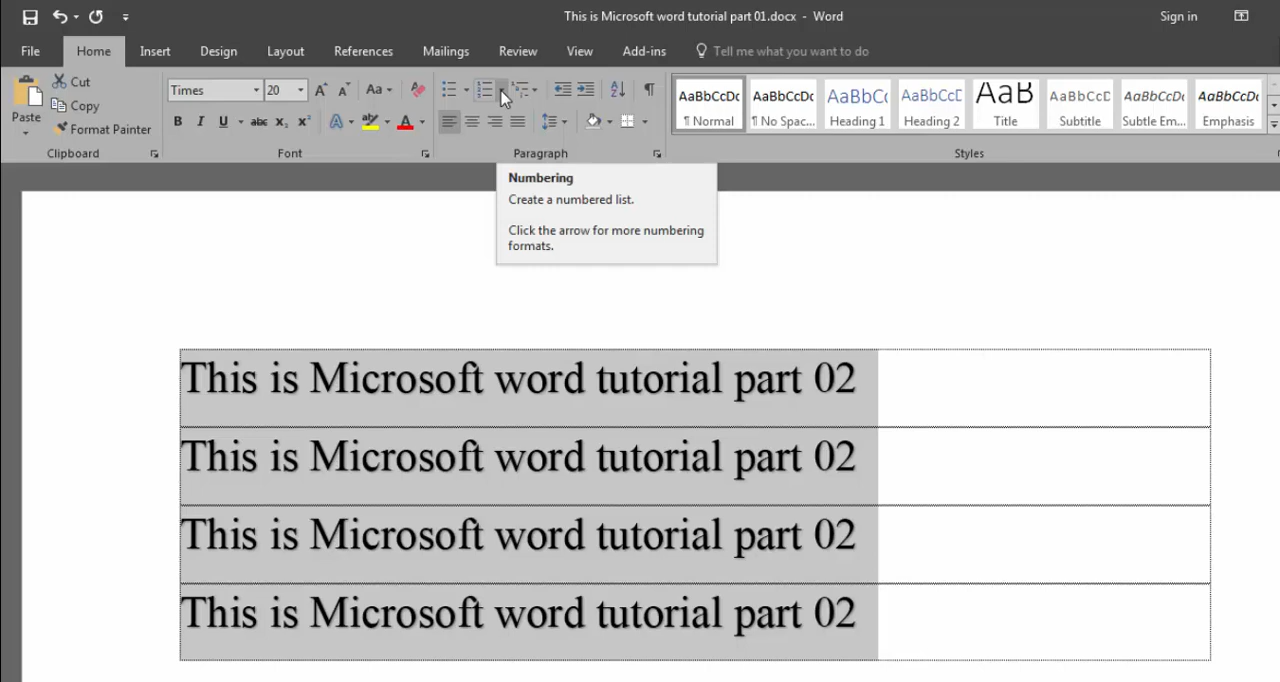 This is Microsoft word tutorial part 01.docx - Word
Sign in
File Home Insert Design Layout References Mailings Review View Add-ins Tell me what you want to do
Cut
Copy
Format Painter
Paste
Times 20 Aa
B I U abc x₂ x² A ab A
Clipboard Font Paragraph Styles
AaBbCcDc AaBbCcDc AaBbCc AaBbCcD AaB AaBbCcD AaBbCcDc AaBbCcDc
¶ Normal ¶ No Spac... Heading 1 Heading 2 Title Subtitle Subtle Em... Emphasis
Numbering
Create a numbered list.
Click the arrow for more numbering
formats.
This is Microsoft word tutorial part 02
This is Microsoft word tutorial part 02
This is Microsoft word tutorial part 02
This is Microsoft word tutorial part 02